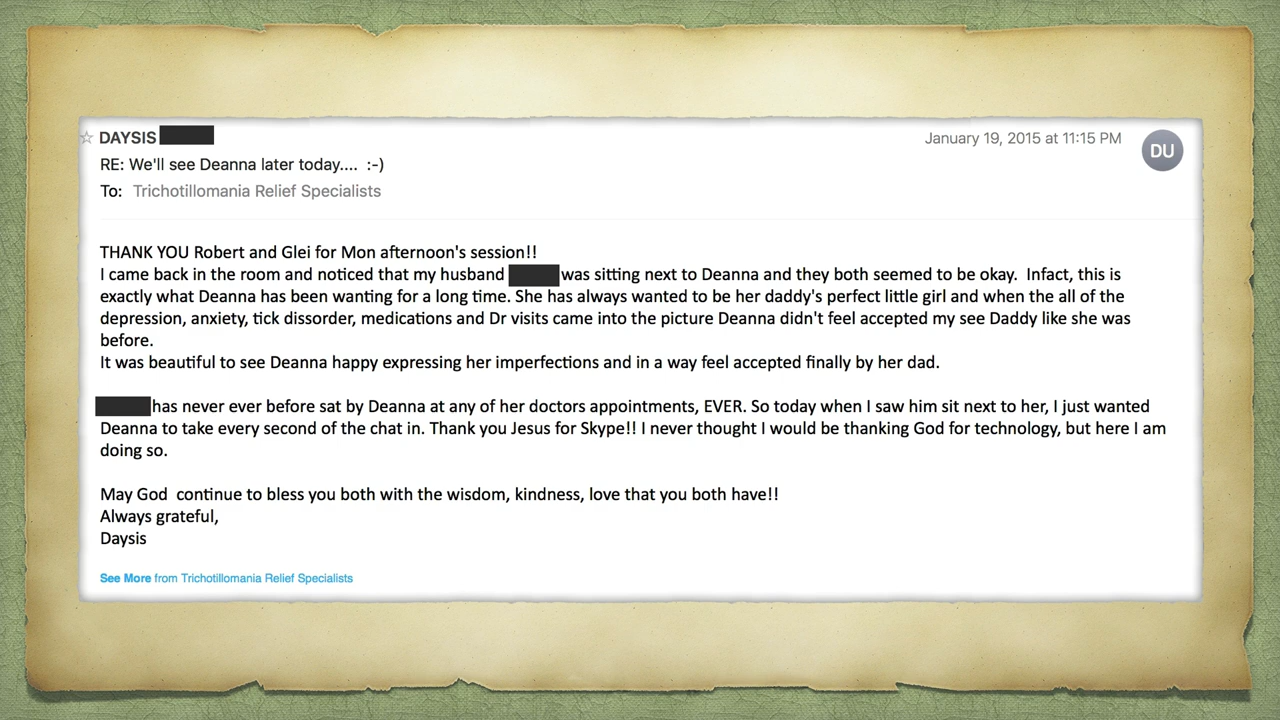 DAYSIS
January 19, 2015 at 11:15 PM
DU
RE: We'll see Deanna later today.... :-)
To: Trichotillomania Relief Specialists
THANK YOU Robert and Glei for Mon afternoon's session!!
I came back in the room and noticed that my husband was sitting next to Deanna and they both seemed to be okay. Infact, this is
exactly what Deanna has been wanting for a long time. She has always wanted to be her daddy's perfect little girl and when the all of the
depression, anxiety, tick dissorder, medications and Dr visits came into the picture Deanna didn't feel accepted my see Daddy like she was
before.
It was beautiful to see Deanna happy expressing her imperfections and in a way feel accepted finally by her dad.
has never ever before sat by Deanna at any of her doctors appointments, EVER. So today when I saw him sit next to her, I just wanted
Deanna to take every second of the chat in. Thank you Jesus for Skype!! I never thought I would be thanking God for technology, but here I am
doing so.
May God continue to bless you both with the wisdom, kindness, love that you both have!!
Always grateful,
Daysis
See More from Trichotillomania Relief Specialists